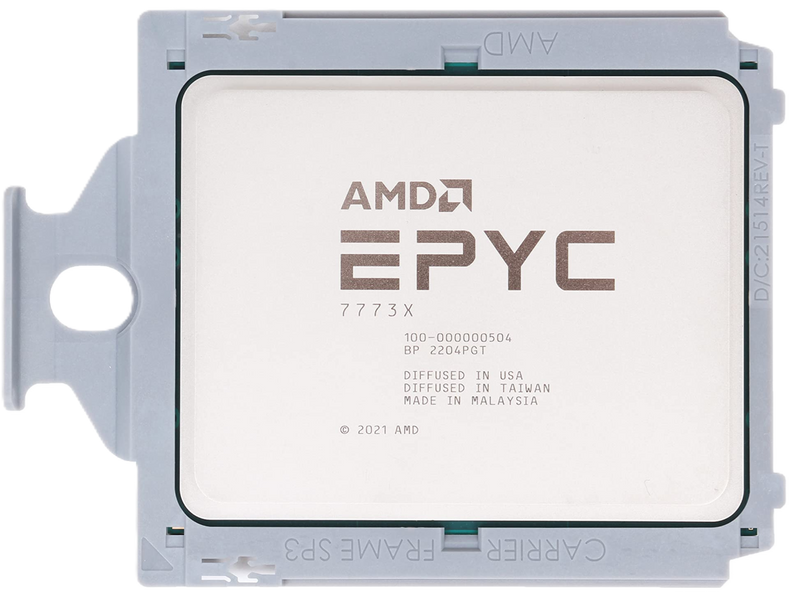 AMD
AMD
EPYC
7773X
100-000000504
BP 2204PGT
DIFFUSED IN USA
DIFFUSED IN TAIWAN
MADE IN MALAYSIA
© 2021 AMD
D/C:21514REV-T
CARRIER FRAME SP3